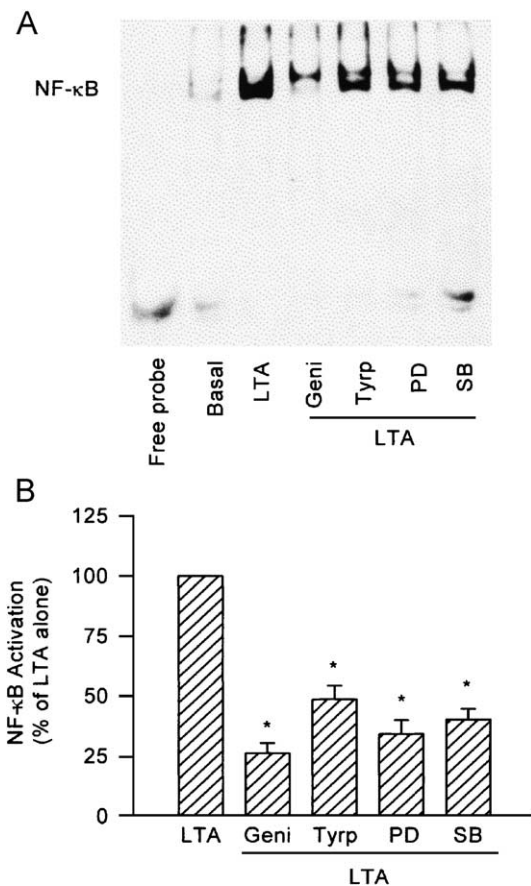 A
NF-κB
Free probe
Basal
LTA
Geni
Tyrp
PD
SB
LTA
B
NF-κB Activation
(% of LTA alone)
125
100
75
50
25
0
*
*
*
*
LTA Geni Tyrp PD SB
LTA